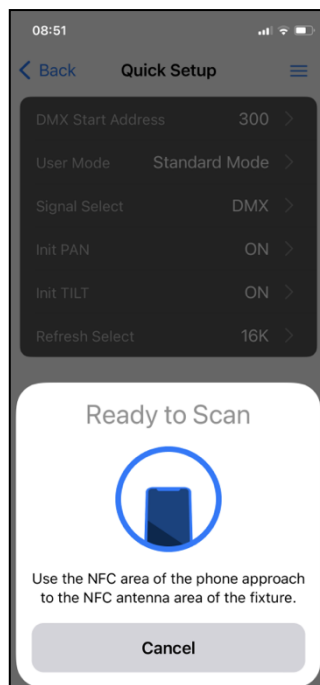 08:51
Back Quick Setup
DMX Start Address 300
User Mode Standard Mode
Signal Select DMX
Init PAN ON
Init TILT ON
Refresh Select 16K
Ready to Scan
Use the NFC area of the phone approach
to the NFC antenna area of the fixture.
Cancel